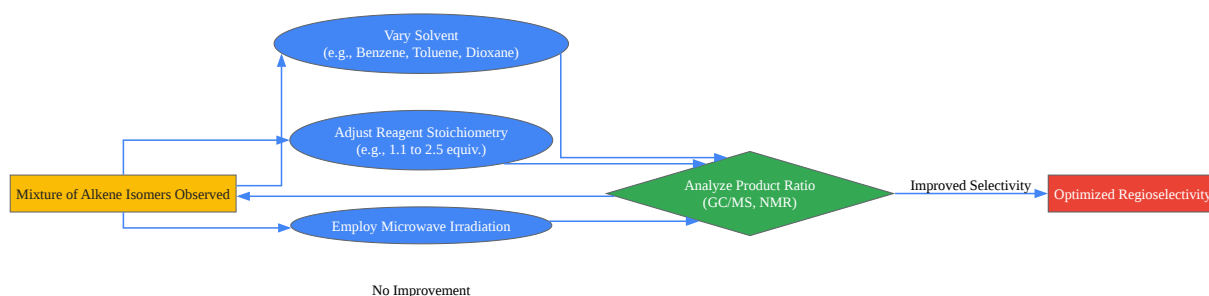 Vary Solvent
(e.g., Benzene, Toluene, Dioxane)
Adjust Reagent Stoichiometry
(e.g., 1.1 to 2.5 equiv.)
Mixture of Alkene Isomers Observed
Employ Microwave Irradiation
Analyze Product Ratio
(GC/MS, NMR)
Improved Selectivity
Optimized Regioselectivity
No Improvement